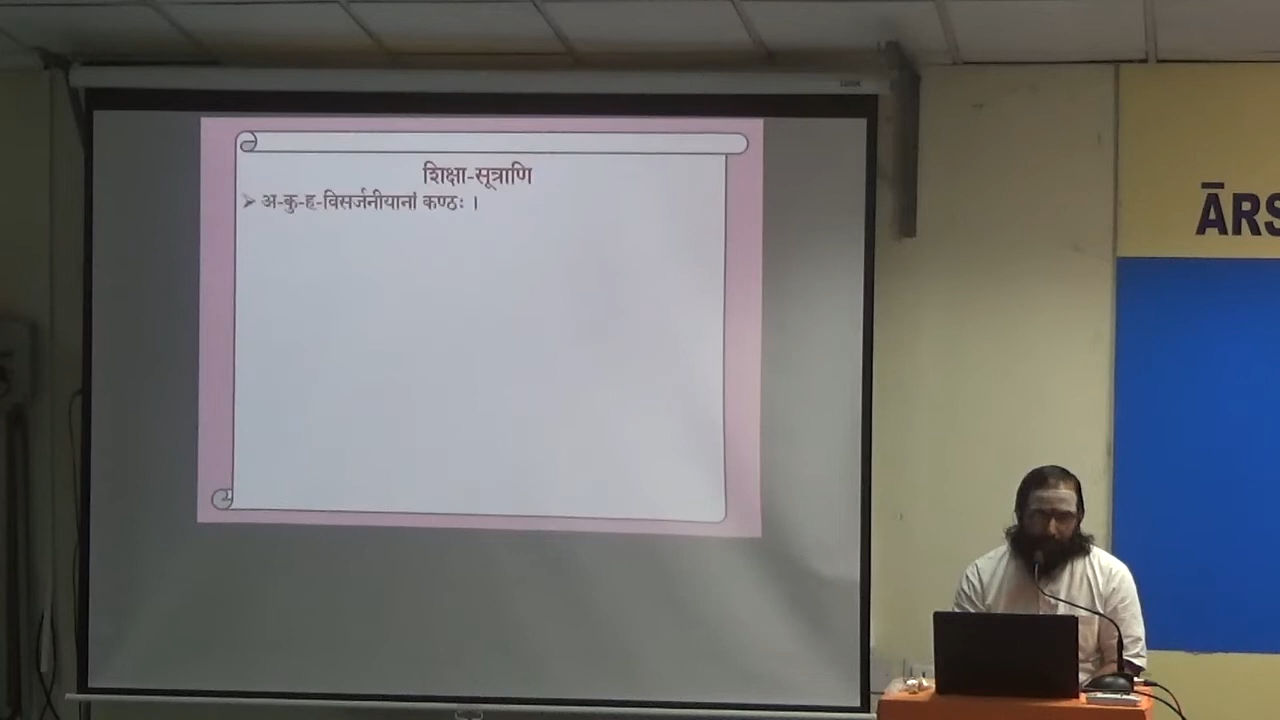 शिक्षा-सूत्राणि
➢ अ-कु-ह-विसर्जनीयानां कण्ठः ।
ĀRS